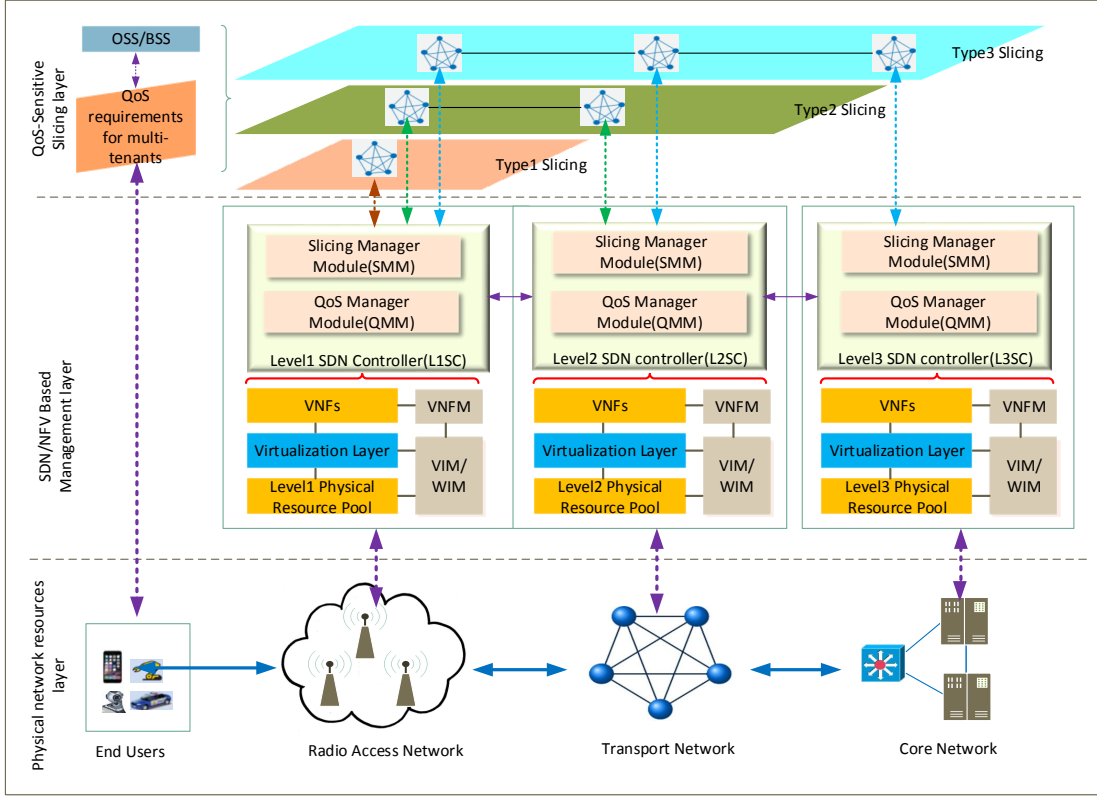 OSS/BSS
QoS
requirements
for multi-
tenants
QoS-Sensitive
Slicing layer
Type3 Slicing
Type2 Slicing
Type1 Slicing
SDN/NFV Based
Management layer
Slicing Manager
Module(SMM)
QoS Manager
Module(QMM)
Level1 SDN Controller(L1SC)
VNFs
VNFM
Virtualization Layer
VIM/
WIM
Level1 Physical
Resource Pool
Slicing Manager
Module(SMM)
QoS Manager
Module(QMM)
Level2 SDN controller(L2SC)
VNFs
VNFM
Virtualization Layer
VIM/
WIM
Level2 Physical
Resource Pool
Slicing Manager
Module(SMM)
QoS Manager
Module(QMM)
Level3 SDN controller(L3SC)
VNFs
VNFM
Virtualization Layer
VIM/
WIM
Level3 Physical
Resource Pool
Physical network resources
layer
End Users
Radio Access Network
Transport Network
Core Network